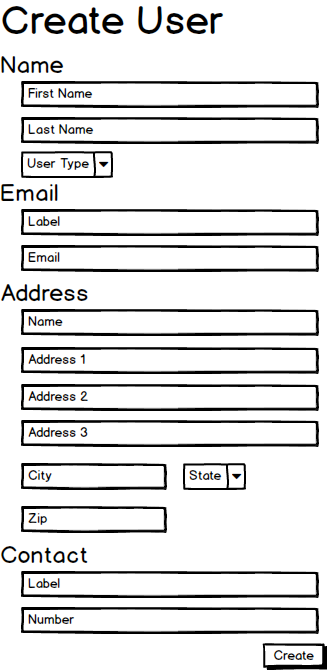 Create User
Name
First Name
Last Name
User Type
Email
Label
Email
Address
Name
Address 1
Address 2
Address 3
City State
Zip
Contact
Label
Number
Create